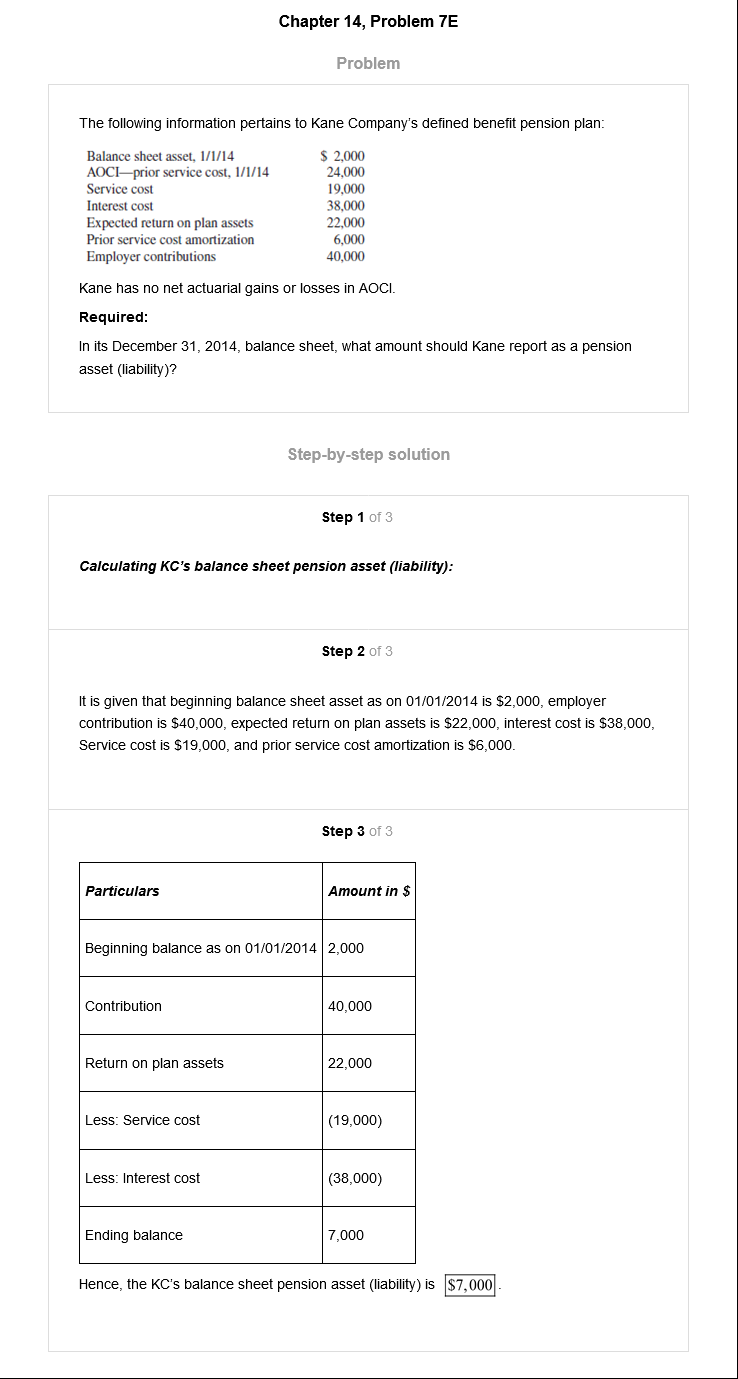 Chapter 14, Problem 7E
Problem
The following information pertains to Kane Company's defined benefit pension plan:
Balance sheet asset, 1/1/14 $ 2,000
AOCI—prior service cost, 1/1/14 24,000
Service cost 19,000
Interest cost 38,000
Expected return on plan assets 22,000
Prior service cost amortization 6,000
Employer contributions 40,000
Kane has no net actuarial gains or losses in AOCI.
Required:
In its December 31, 2014, balance sheet, what amount should Kane report as a pension
asset (liability)?
Step-by-step solution
Step 1 of 3
Calculating KC's balance sheet pension asset (liability):
Step 2 of 3
It is given that beginning balance sheet asset as on 01/01/2014 is $2,000, employer
contribution is $40,000, expected return on plan assets is $22,000, interest cost is $38,000,
Service cost is $19,000, and prior service cost amortization is $6,000.
Step 3 of 3
Particulars Amount in $
Beginning balance as on 01/01/2014 2,000
Contribution 40,000
Return on plan assets 22,000
Less: Service cost (19,000)
Less: Interest cost (38,000)
Ending balance 7,000
Hence, the KC's balance sheet pension asset (liability) is $7,000.